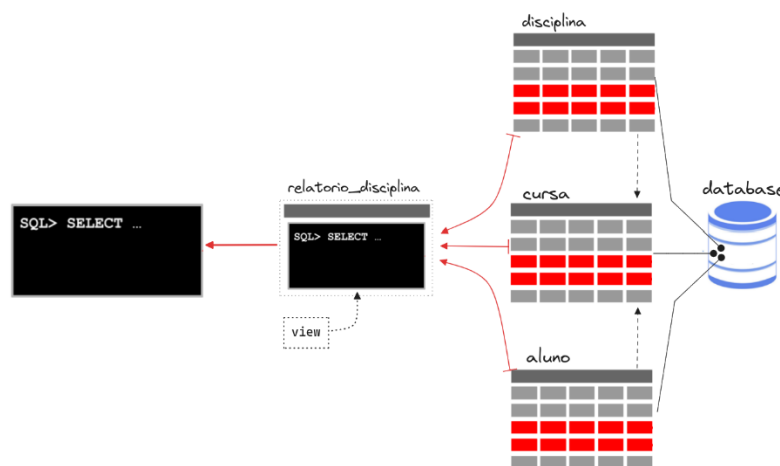 disciplina
relatorio_disciplina
cursa
database
SQL> SELECT …
SQL> SELECT …
view
aluno